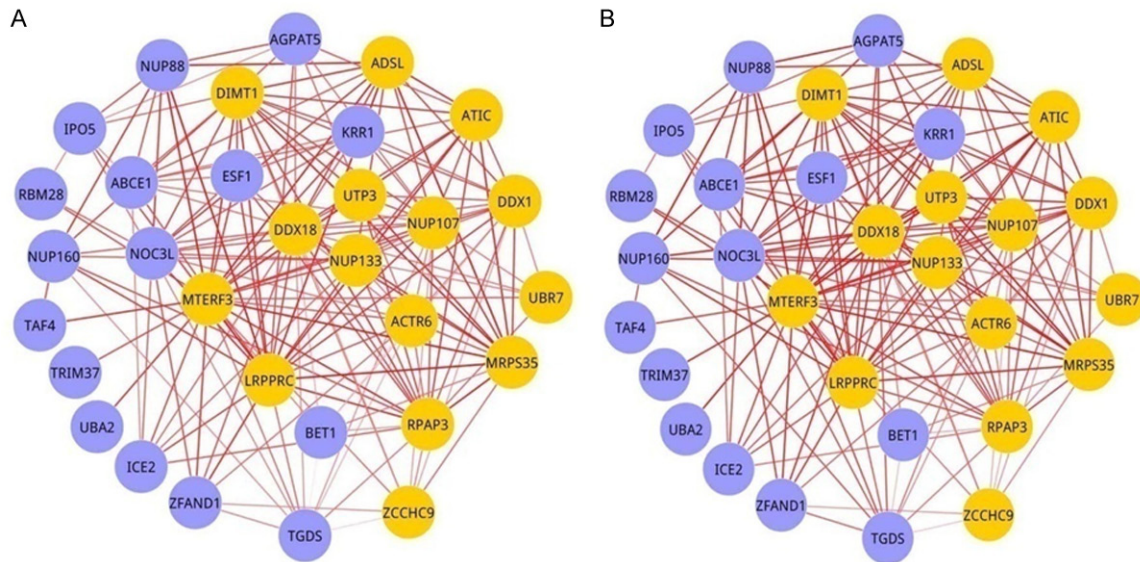 A
AGPAT5
NUP88
ADSL
DIMT1
ATIC
IPO5
KRR1
ABCE1
ESF1
RBM28
UTP3
DDX1
NUP107
DDX18
NUP160
NOC3L
NUP133
UBR7
MTERF3
TAF4
ACTR6
MRPS35
TRIM37
LRPPRC
UBA2
BET1
RPAP3
ICE2
ZFAND1
ZCCHC9
TGDS
B
AGPAT5
NUP88
ADSL
DIMT1
ATIC
IPO5
KRR1
ABCE1
ESF1
RBM28
UTP3
DDX1
NUP107
DDX18
NUP160
NOC3L
NUP133
UBR7
MTERF3
TAF4
ACTR6
MRPS35
TRIM37
LRPPRC
UBA2
BET1
RPAP3
ICE2
ZFAND1
ZCCHC9
TGDS